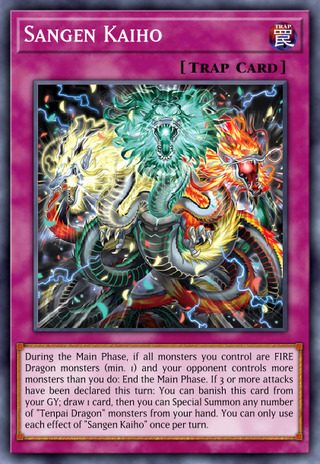 Sangen Kaiho
TRAP
罠
[Trap Card]
During the Main Phase, if all monsters you control are FIRE
Dragon monsters (min. 1) and your opponent controls more
monsters than you do: End the Main Phase. If 3 or more attacks
have been declared this turn: You can banish this card from
your GY; draw 1 card, then you can Special Summon any number
of "Tenpai Dragon" monsters from your hand. You can only use
each effect of "Sangen Kaiho" once per turn.